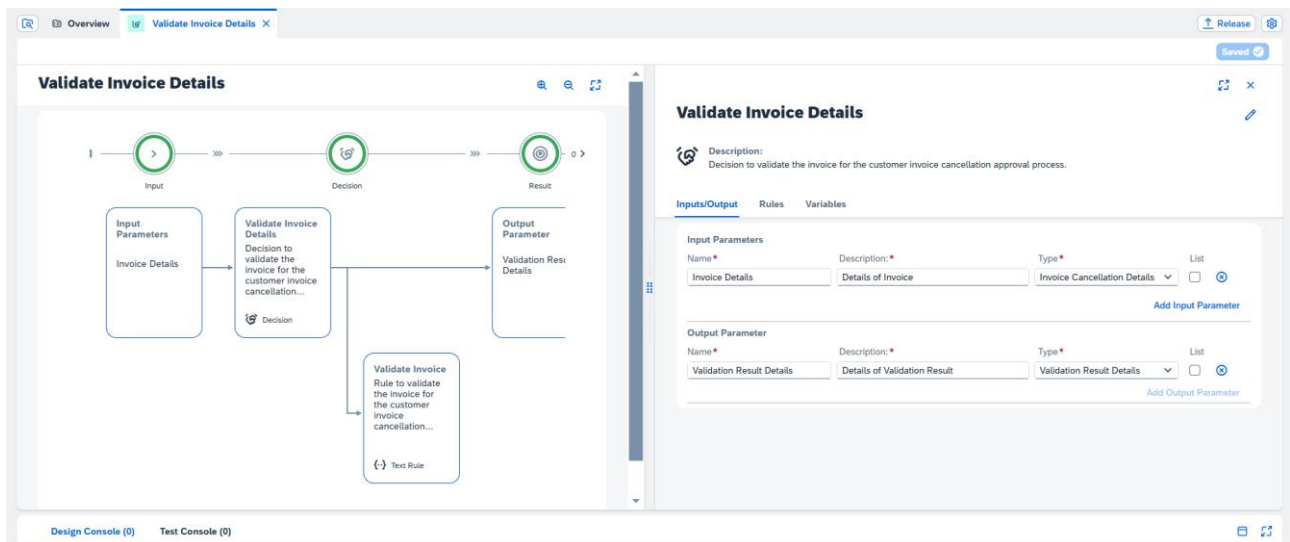 Overview
Validate Invoice Details
Release
Saved
Validate Invoice Details
Input
Decision
Result
0
Input
Parameters
Invoice Details
Validate Invoice
Details
Decision to
validate the
invoice for the
customer invoice
cancellation...
Decision
Output
Parameter
Validation Resu
Details
Validate Invoice
Rule to validate
the invoice for
the customer
invoice
cancellation...
Text Rule
Validate Invoice Details
Description:
Decision to validate the invoice for the customer invoice cancellation approval process.
Inputs/Output Rules Variables
Input Parameters
Name* Description:* Type* List
Invoice Details Details of Invoice Invoice Cancellation Details
Add Input Parameter
Output Parameter
Name* Description:* Type* List
Validation Result Details Details of Validation Result Validation Result Details
Add Output Parameter
Design Console (0) Test Console (0)